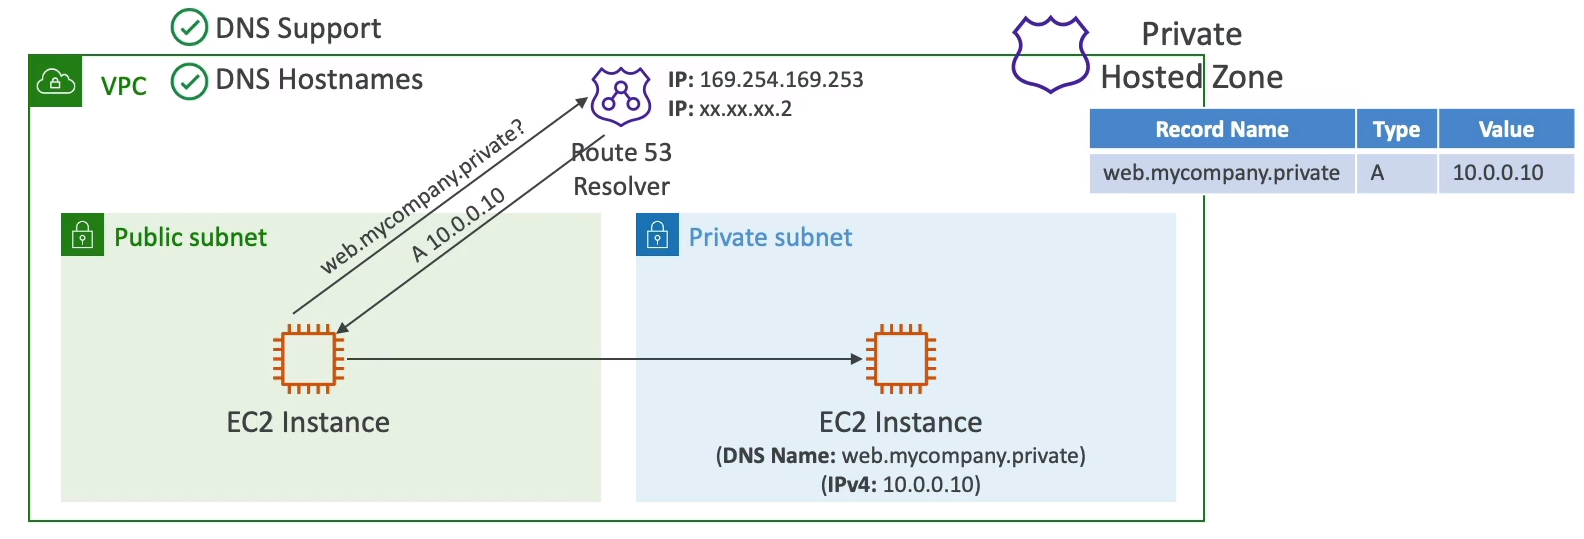 DNS Support
DNS Hostnames
VPC
IP: 169.254.169.253
IP: xx.xx.xx.2
Route 53
Resolver
Private
Hosted Zone
Record Name Type Value
web.mycompany.private A 10.0.0.10
web.mycompany.private?
A 10.0.0.10
Public subnet
Private subnet
EC2 Instance
EC2 Instance
(DNS Name: web.mycompany.private)
(IPv4: 10.0.0.10)